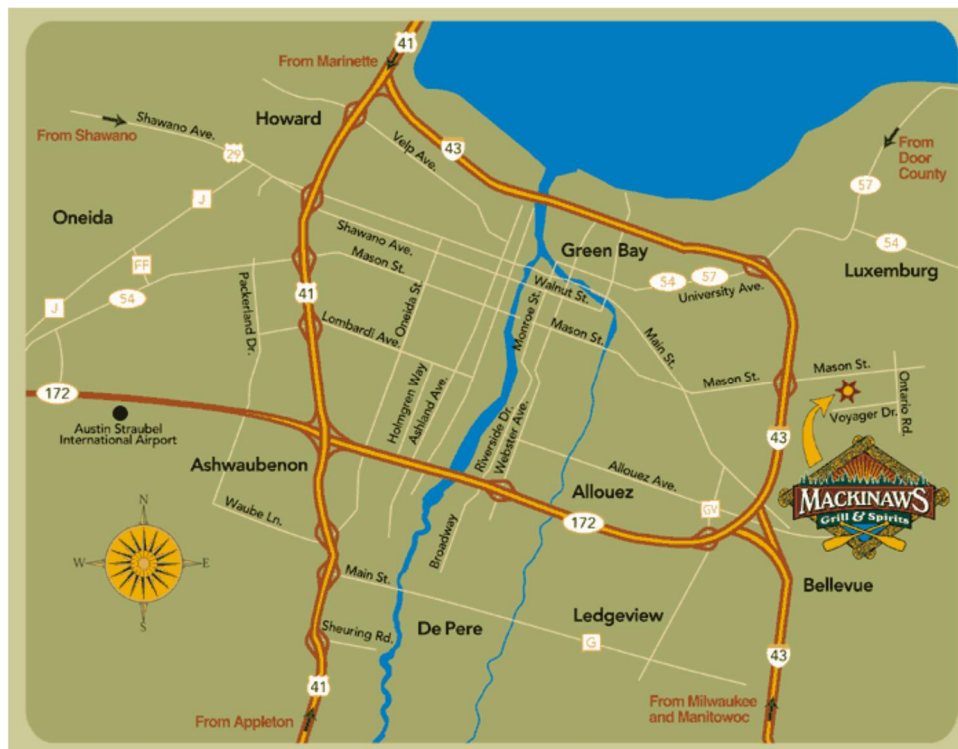 41
From Marinette
Howard
From Shawano
Shawano Ave.
29
Velp Ave.
43
From
Door
County
57
J
Oneida
FF
54
J
Shawano Ave.
Mason St.
Green Bay
54
Luxemburg
54
57
University Ave.
Packerland Dr.
41
Lombardi Ave.
Oneida St.
Walnut St.
Monroe St.
Mason St.
Main St.
Mason St.
Mason St.
Ontario Rd.
Voyager Dr.
172
Austin Straubel
International Airport
Holmgren Way
Ashland Ave.
Riverside Dr.
Webster Ave.
43
Ashwaubenon
Allouez Ave.
Allouez
GV
MACKINAWS
Grill & Spirits
Waube Ln.
172
N
W
E
S
Broadway
Main St.
Bellevue
Ledgeview
De Pere
G
Sheuring Rd.
43
41
From Appleton
From Milwaukee
and Manitowoc